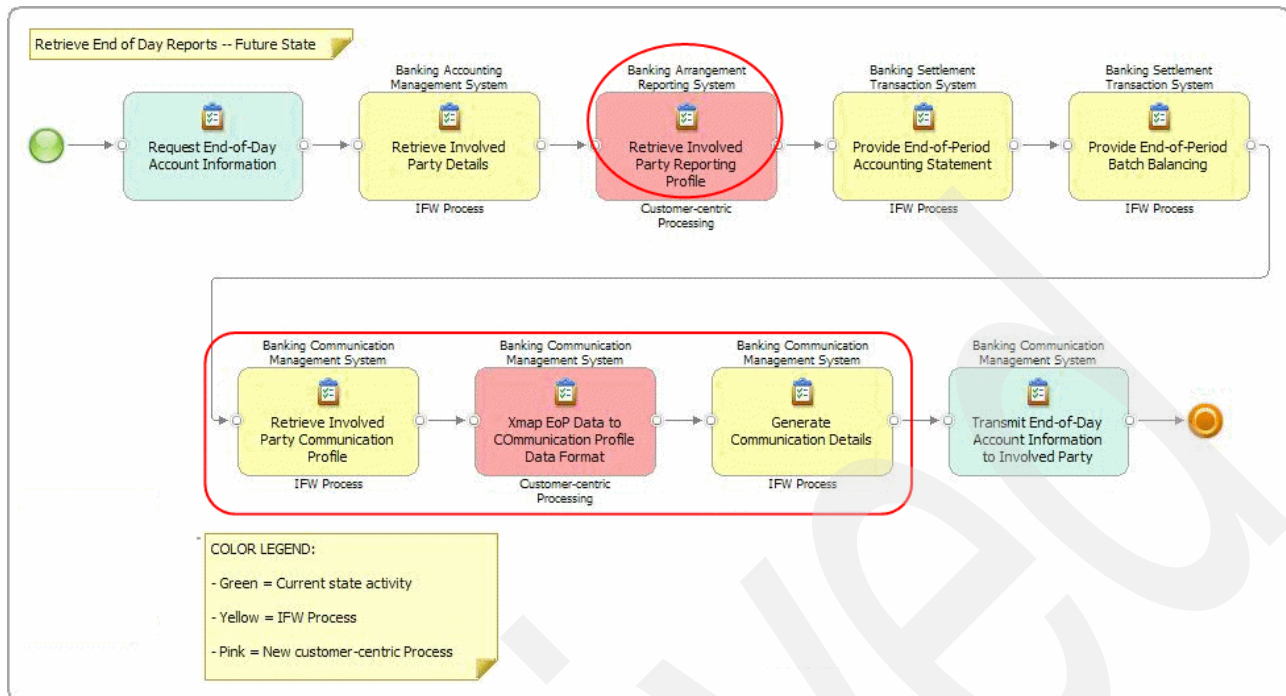 Retrieve End of Day Reports -- Future State
Request End-of-Day
Account Information
Banking Accounting
Management System
Retrieve Involved
Party Details
IFW Process
Banking Arrangement
Reporting System
Retrieve Involved
Party Reporting
Profile
Customer-centric
Processing
Banking Settlement
Transaction System
Provide End-of-Period
Accounting Statement
IFW Process
Banking Settlement
Transaction System
Provide End-of-Period
Batch Balancing
IFW Process
Banking Communication
Management System
Retrieve Involved
Party Communication
Profile
IFW Process
Banking Communication
Management System
Xmap EoP Data to
COmmunication Profile
Data Format
Customer-centric
Processing
Banking Communication
Management System
Generate
Communication Details
IFW Process
Banking Communication
Management System
Transmit End-of-Day
Account Information
to Involved Party
COLOR LEGEND:
- Green = Current state activity
- Yellow = IFW Process
- Pink = New customer-centric Process